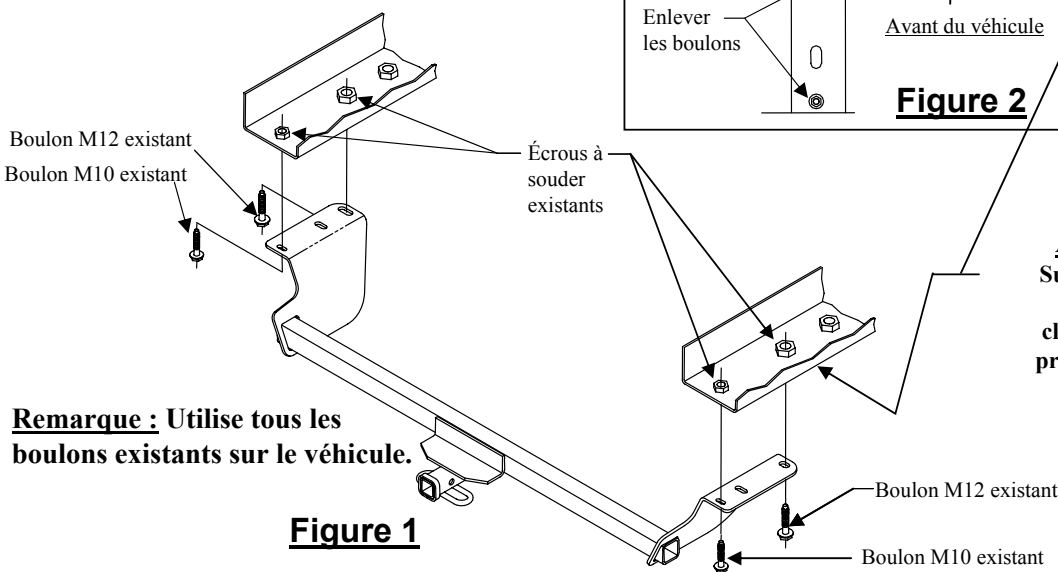 Enlever
les boulons
Avant du véhicule
Figure 2
Boulon M12 existant
Boulon M10 existant
Écrous à
souder
existants
Remarque : Utilise tous les
boulons existants sur le véhicule.
Figure 1
Boulon M12 existant
Boulon M10 existant